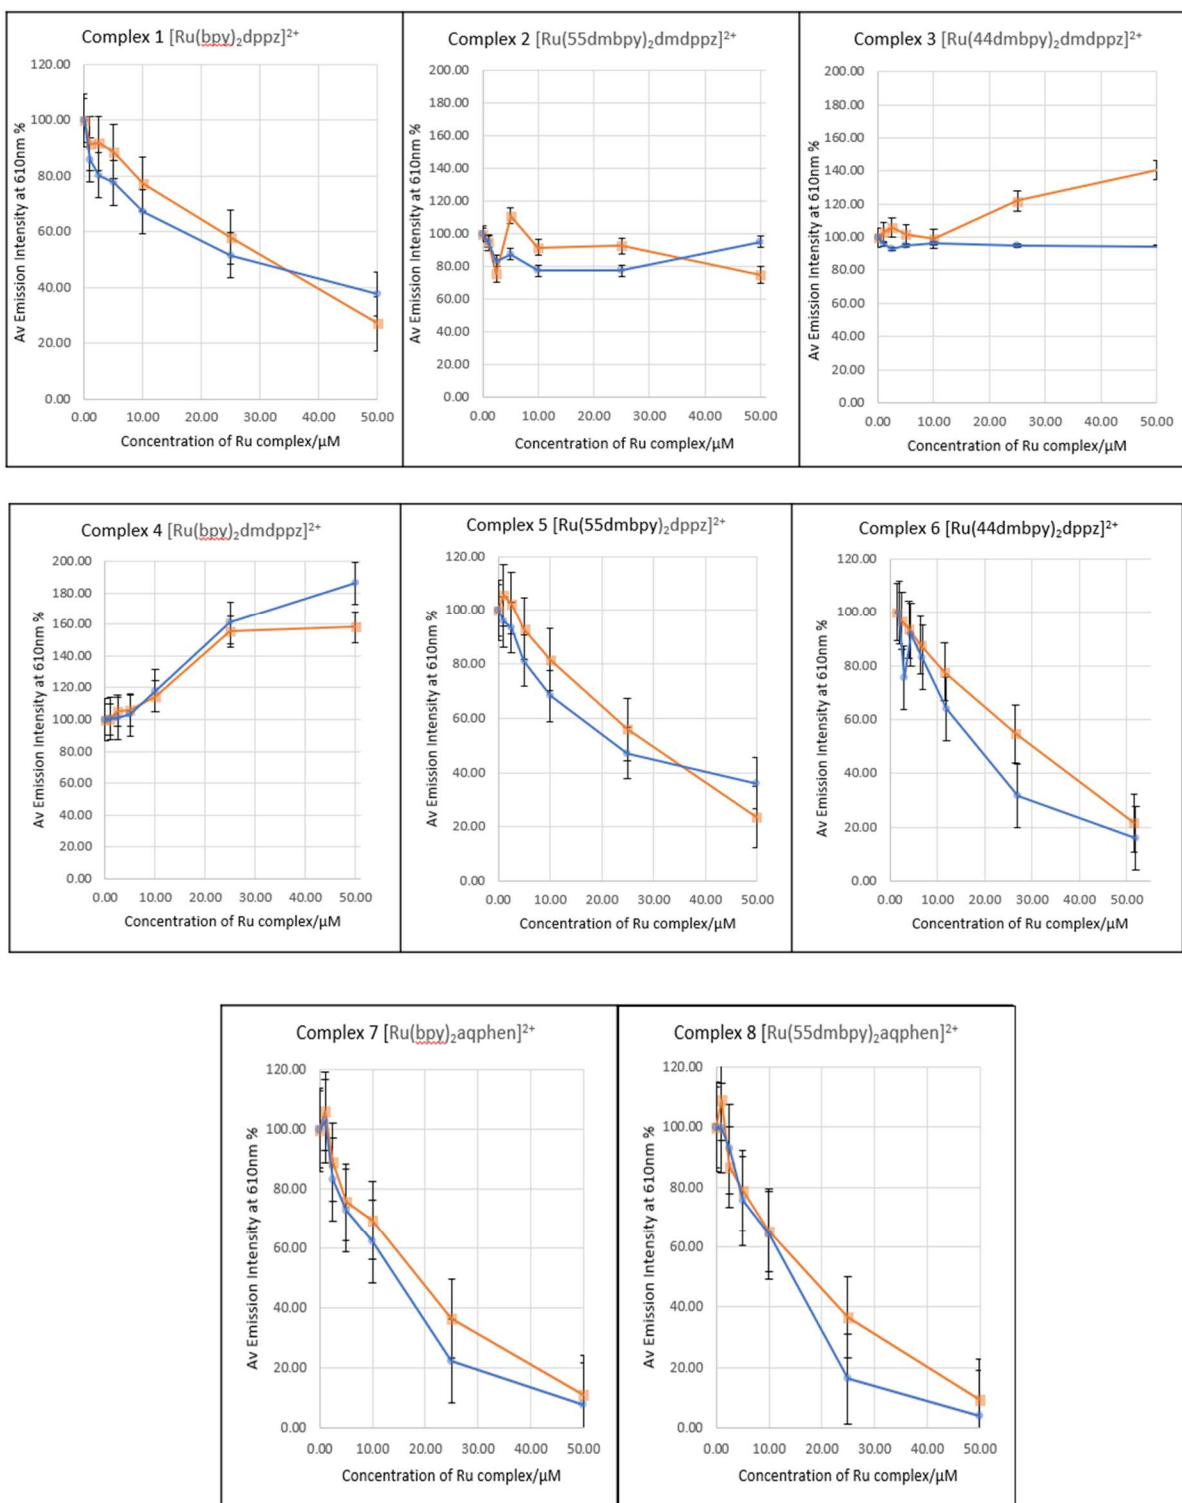 Complex 1 [Ru(bpy)₂dppz]²⁺
Av Emission Intensity at 610nm %
120.00
100.00
80.00
60.00
40.00
20.00
0.00
0.00 10.00 20.00 30.00 40.00 50.00
Concentration of Ru complex/µM
Complex 2 [Ru(55dmbpy)₂dmdppz]²⁺
Av Emission Intensity at 610nm %
200.00
180.00
160.00
140.00
120.00
100.00
80.00
60.00
40.00
20.00
0.00
0.00 10.00 20.00 30.00 40.00 50.00
Concentration of Ru complex/µM
Complex 3 [Ru(44dmbpy)₂dmdppz]²⁺
Av Emission Intensity at 610nm %
200.00
180.00
160.00
140.00
120.00
100.00
80.00
60.00
40.00
20.00
0.00
0.00 10.00 20.00 30.00 40.00 50.00
Concentration of Ru complex/µM
Complex 4 [Ru(bpy)₂dmdppz]²⁺
Av Emission Intensity at 610nm %
200.00
180.00
160.00
140.00
120.00
100.00
80.00
60.00
40.00
20.00
0.00
0.00 10.00 20.00 30.00 40.00 50.00
Concentration of Ru complex/µM
Complex 5 [Ru(55dmbpy)₂dppz]²⁺
Av Emission Intensity at 610nm %
120.00
100.00
80.00
60.00
40.00
20.00
0.00
0.00 10.00 20.00 30.00 40.00 50.00
Concentration of Ru complex/µM
Complex 6 [Ru(44dmbpy)₂dppz]²⁺
Av Emission Intensity at 610nm %
120.00
100.00
80.00
60.00
40.00
20.00
0.00
0.00 10.00 20.00 30.00 40.00 50.00
Concentration of Ru complex/µM
Complex 7 [Ru(bpy)₂aqphen]²⁺
Av Emission Intensity at 610nm %
120.00
100.00
80.00
60.00
40.00
20.00
0.00
0.00 10.00 20.00 30.00 40.00 50.00
Concentration of Ru complex/µM
Complex 8 [Ru(55dmbpy)₂aqphen]²⁺
Av Emission Intensity at 610nm %
120.00
100.00
80.00
60.00
40.00
20.00
0.00
0.00 10.00 20.00 30.00 40.00 50.00
Concentration of Ru complex/µM